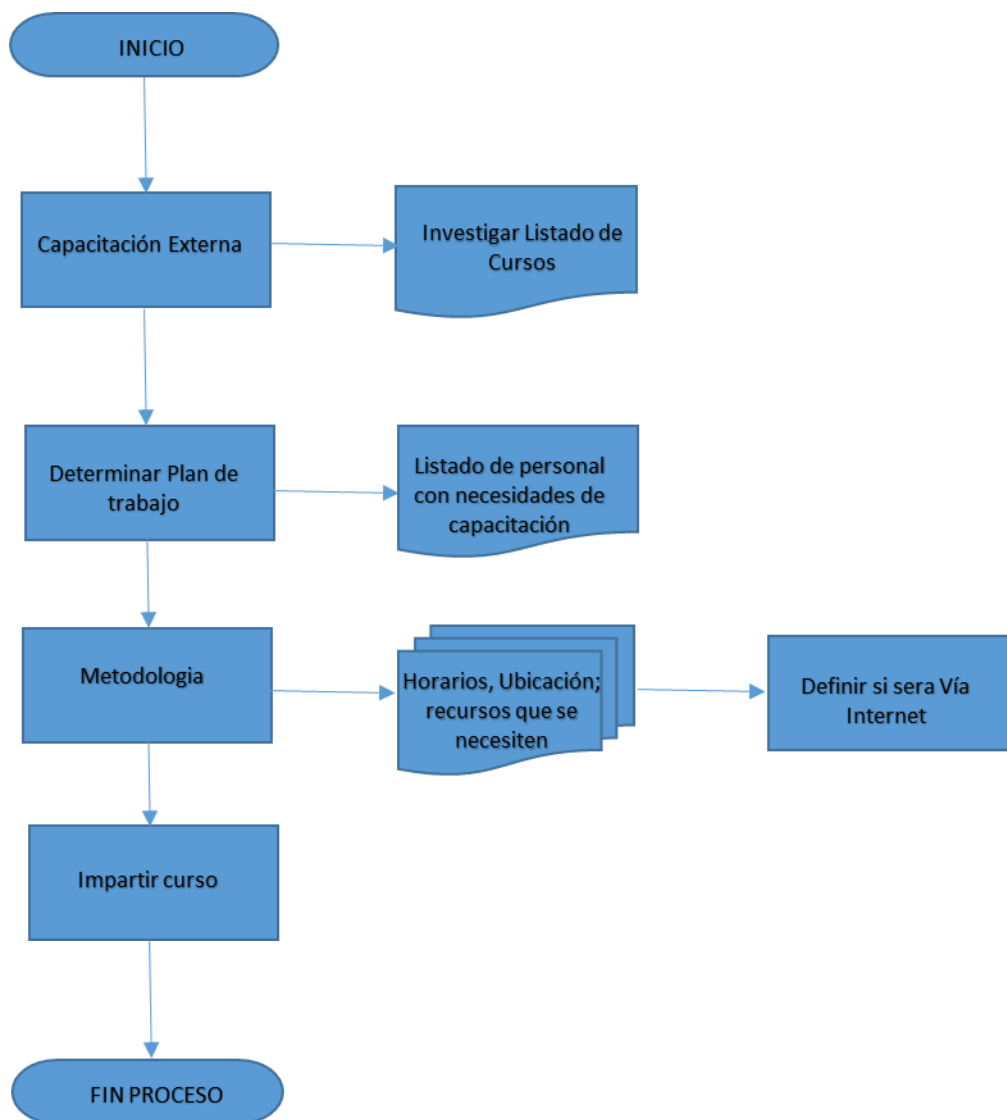 INICIO
Capacitación Externa
Investigar Listado de
Cursos
Determinar Plan de
trabajo
Listado de personal
con necesidades de
capacitación
Metodologia
Horarios, Ubicación;
recursos que se
necesiten
Definir si sera Vía
Internet
Impartir curso
FIN PROCESO